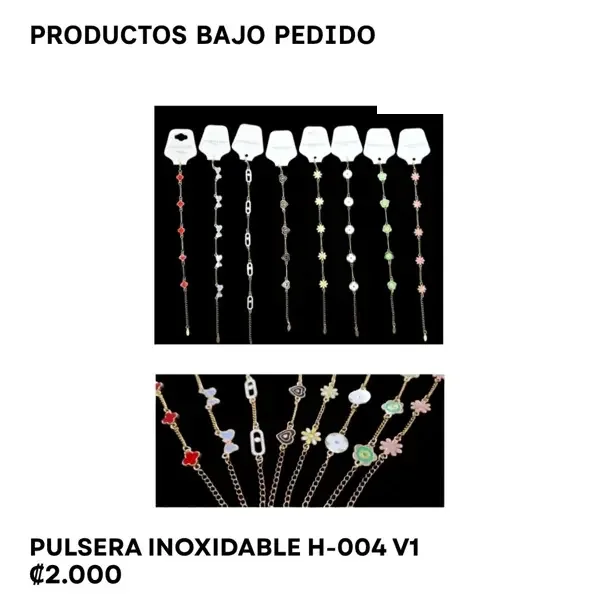 PRODUCTOS BAJO PEDIDO
PULSERA INOXIDABLE H-004 V1
₡2.000